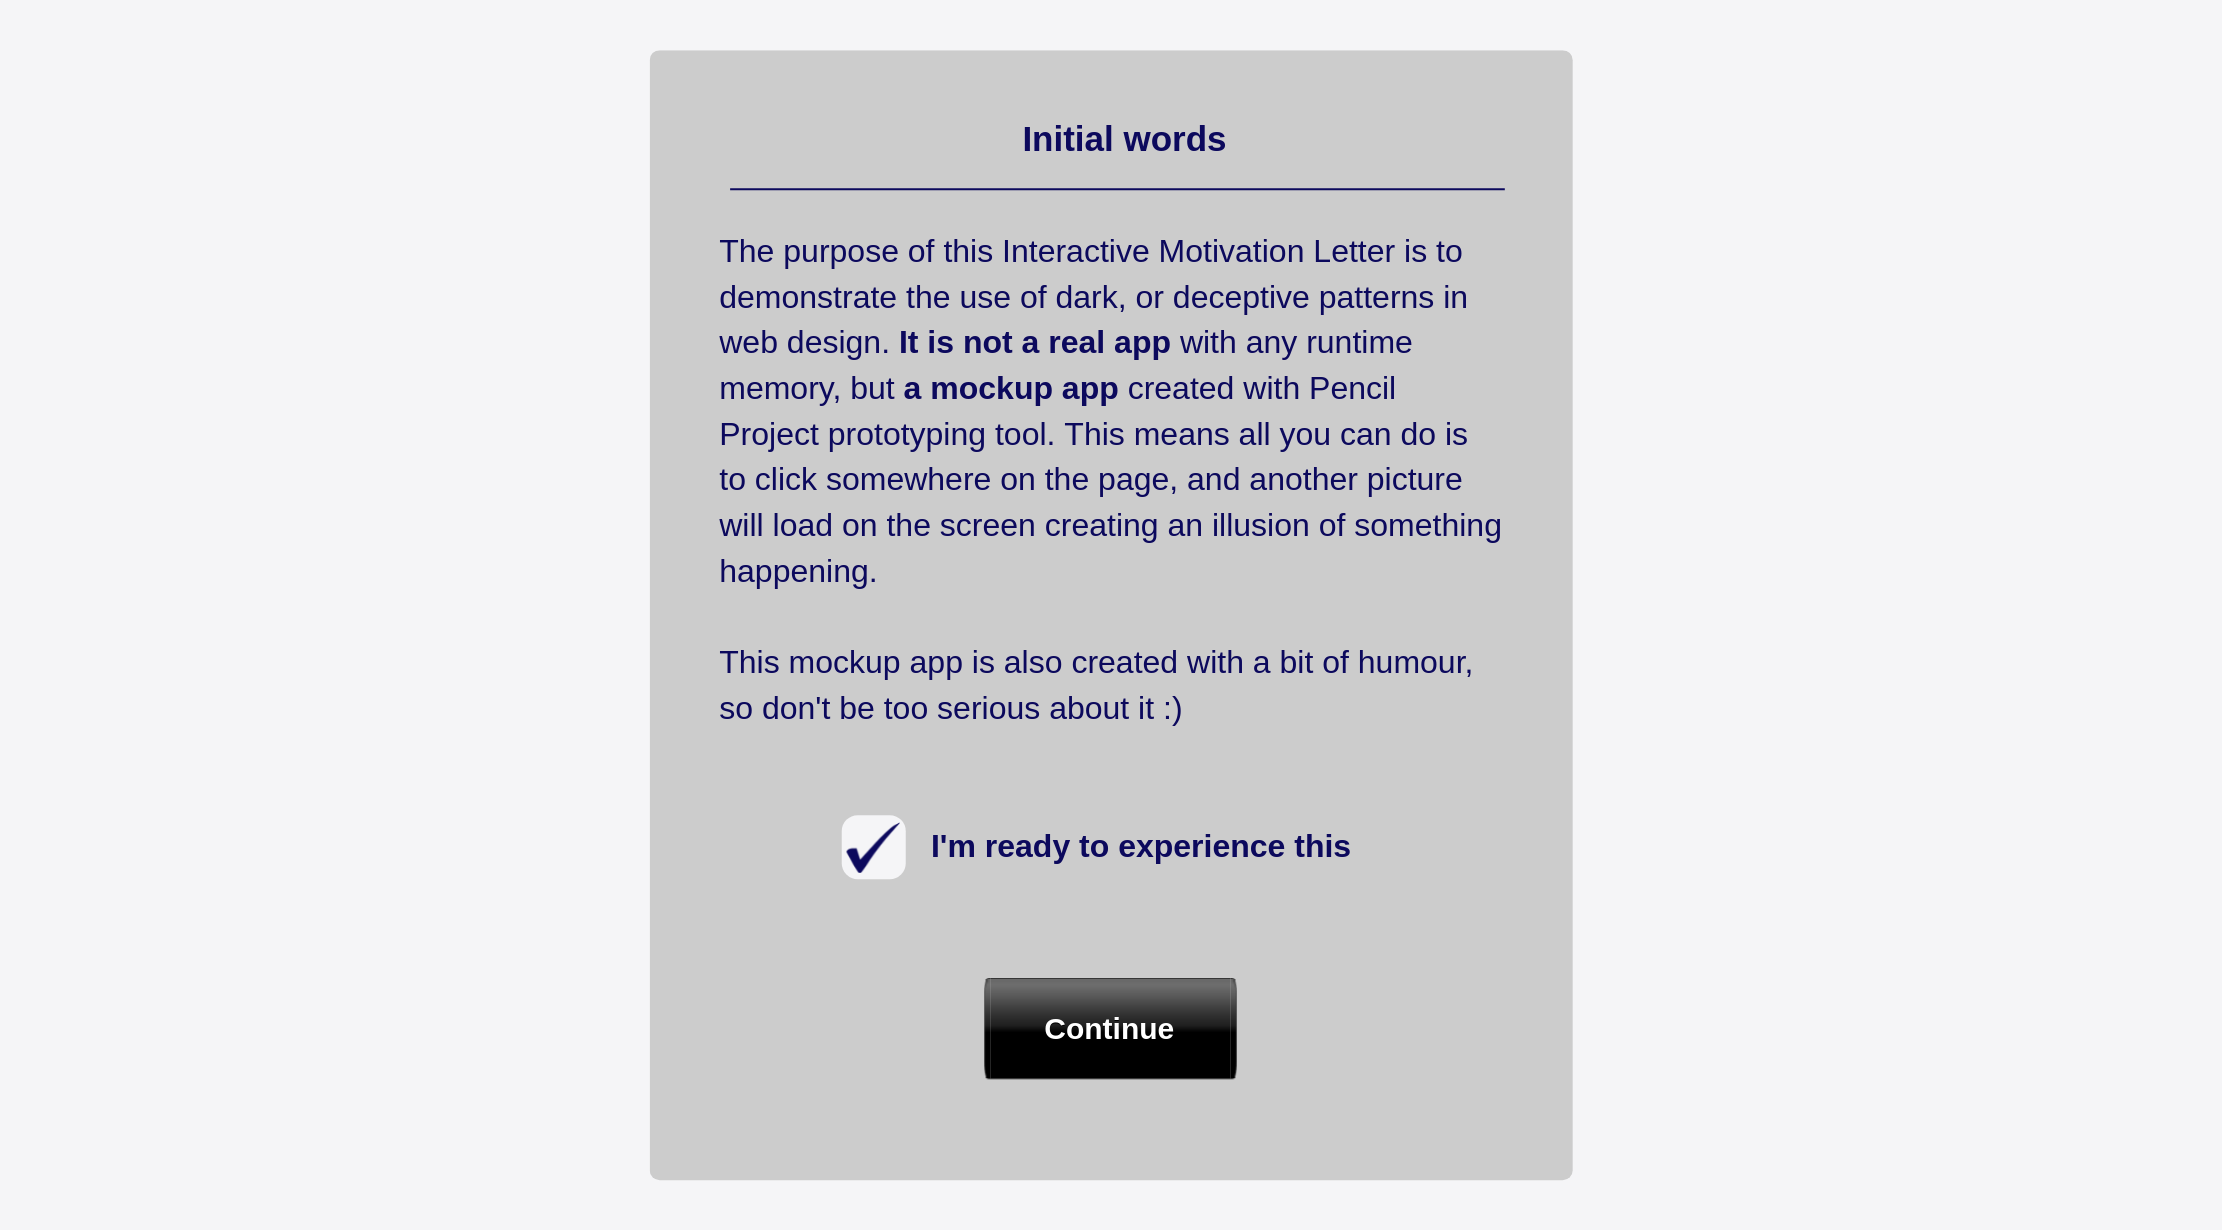 Initial words
The purpose of this Interactive Motivation Letter is to
demonstrate the use of dark, or deceptive patterns in
web design. It is not a real app with any runtime
memory, but a mockup app created with Pencil
Project prototyping tool. This means all you can do is
to click somewhere on the page, and another picture
will load on the screen creating an illusion of something
happening.
This mockup app is also created with a bit of humour,
so don't be too serious about it :)
I'm ready to experience this
Continue